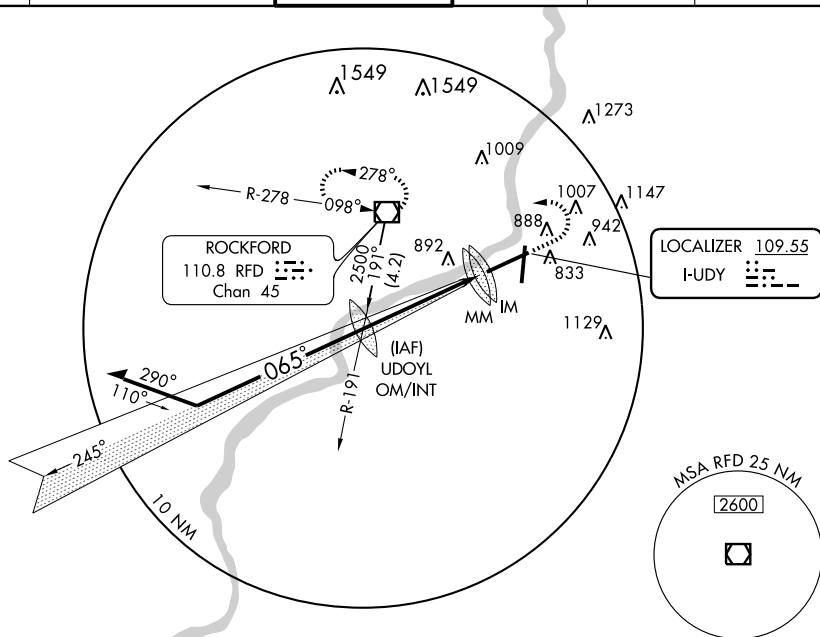 1549
1549
1273
1009
278°
R-278
098°
1007
1147
888
942
892
833
ROCKFORD
110.8 RFD
Chan 45
2500
191°
(4.2)
LOCALIZER 109.55
I-UDY
MM
IM
1129
(IAF)
UDOYL
OM/INT
065°
290°
110°
R-191
245°
10 NM
MSA RFD 25 NM
2600